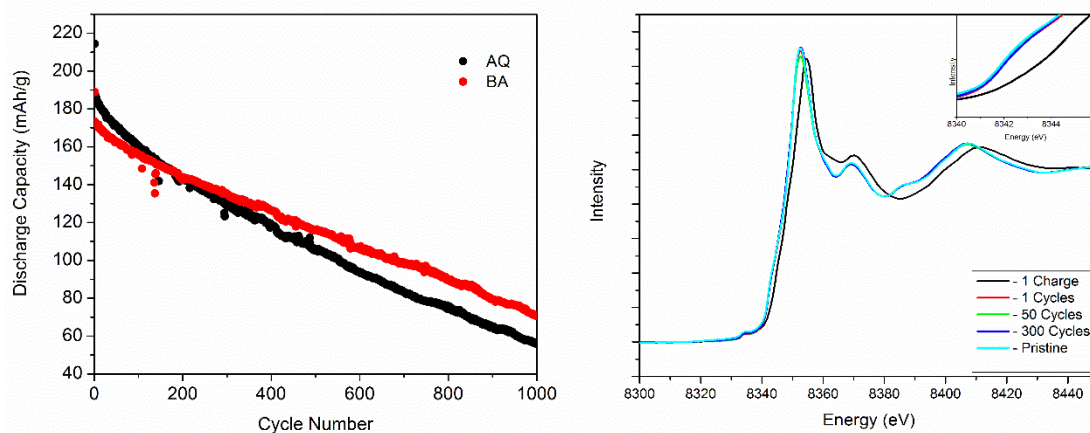 220
200
180
160
140
120
100
80
60
40
Discharge Capacity (mAh/g)
AQ
BA
0 200 400 600 800 1000
Cycle Number
Intensity
- 1 Charge
- 1 Cycles
- 50 Cycles
- 300 Cycles
- Pristine
8300 8320 8340 8360 8380 8400 8420 8440
Energy (eV)
Intensity
8340 8342 8344
Energy (eV)